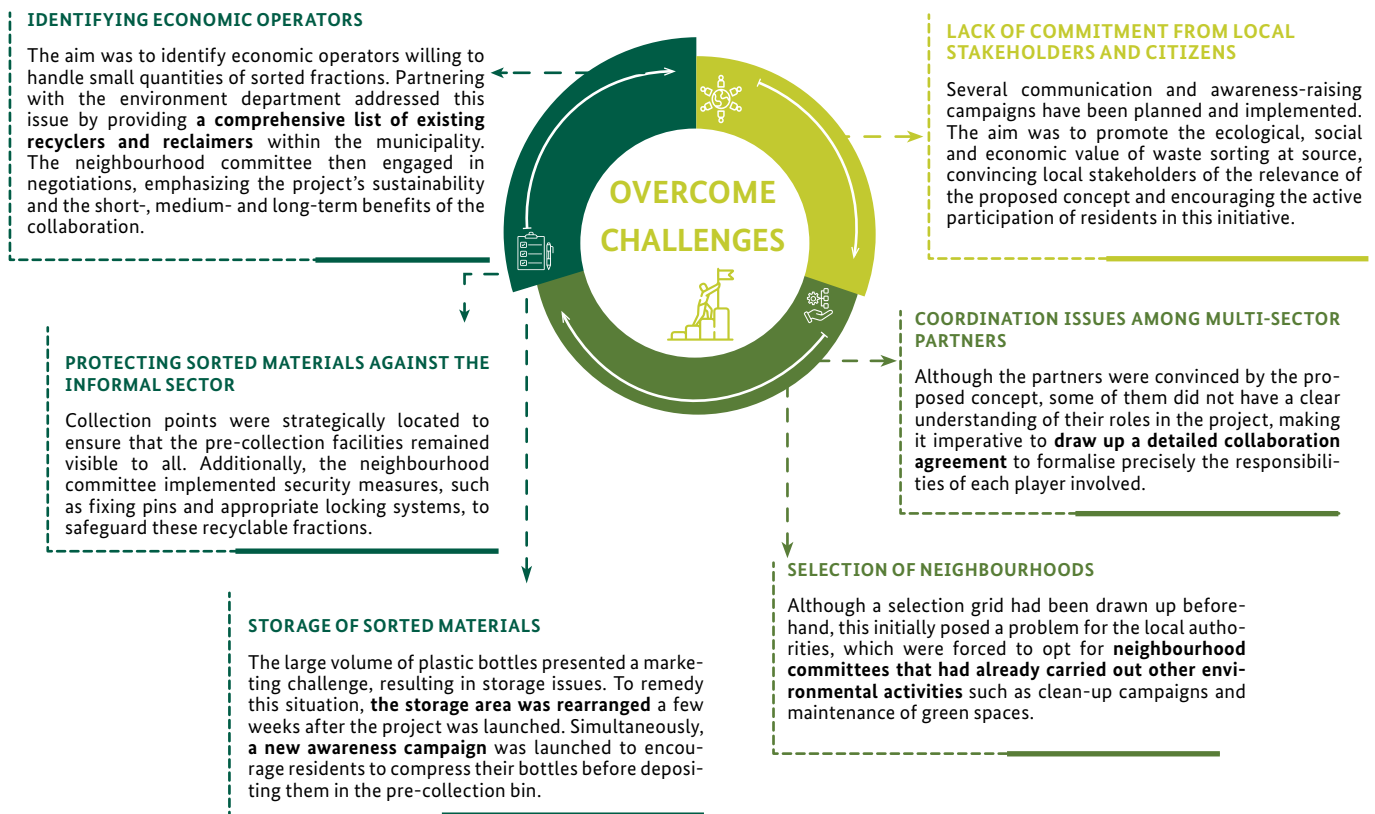 IDENTIFYING ECONOMIC OPERATORS
The aim was to identify economic operators willing to
handle small quantities of sorted fractions. Partnering
with the environment department addressed this
issue by providing a comprehensive list of existing
recyclers and reclaimers within the municipality.
The neighbourhood committee then engaged in
negotiations, emphasizing the project's sustainability
and the short-, medium- and long-term benefits of the
collaboration.
LACK OF COMMITMENT FROM LOCAL
STAKEHOLDERS AND CITIZENS
Several communication and awareness-raising
campaigns have been planned and implemented.
The aim was to promote the ecological, social
and economic value of waste sorting at source,
convincing local stakeholders of the relevance of
the proposed concept and encouraging the active
participation of residents in this initiative.
OVERCOME
CHALLENGES
PROTECTING SORTED MATERIALS AGAINST THE
INFORMAL SECTOR
Collection points were strategically located to
ensure that the pre-collection facilities remained
visible to all. Additionally, the neighbourhood
committee implemented security measures, such
as fixing pins and appropriate locking systems, to
safeguard these recyclable fractions.
COORDINATION ISSUES AMONG MULTI-SECTOR
PARTNERS
Although the partners were convinced by the pro-
posed concept, some of them did not have a clear
understanding of their roles in the project, making
it imperative to draw up a detailed collaboration
agreement to formalise precisely the responsibili-
ties of each player involved.
STORAGE OF SORTED MATERIALS
The large volume of plastic bottles presented a marke-
ting challenge, resulting in storage issues. To remedy
this situation, the storage area was rearranged a few
weeks after the project was launched. Simultaneously,
a new awareness campaign was launched to encou-
rage residents to compress their bottles before deposi-
ting them in the pre-collection bin.
SELECTION OF NEIGHBOURHOODS
Although a selection grid had been drawn up before-
hand, this initially posed a problem for the local autho-
rities, which were forced to opt for neighbourhood
committees that had already carried out other envi-
ronmental activities such as clean-up campaigns and
maintenance of green spaces.